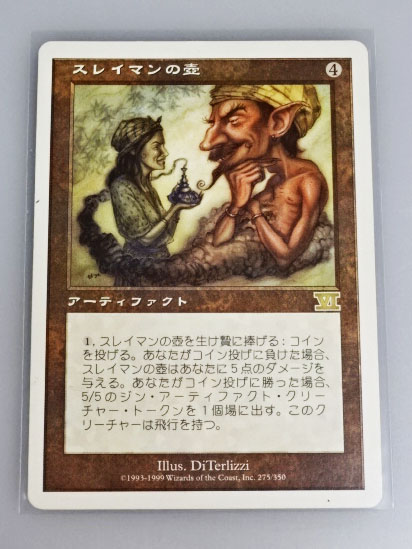 スレイマンの壺 4
アーティファクト VI
1, スレイマンの壺を生け贄に捧げる：コイン
を投げる。あなたがコイン投げに負けた場合、
スレイマンの壺はあなたに５点のダメージを
与える。あなたがコイン投げに勝った場合、
5/5のジン・アーティファクト・クリ
ーチャー・トークンを１個場に出す。この
クリーチャーは飛行を持つ。
Illus. DiTerlizzi
©1993-1999 Wizards of the Coast, Inc. 275/350